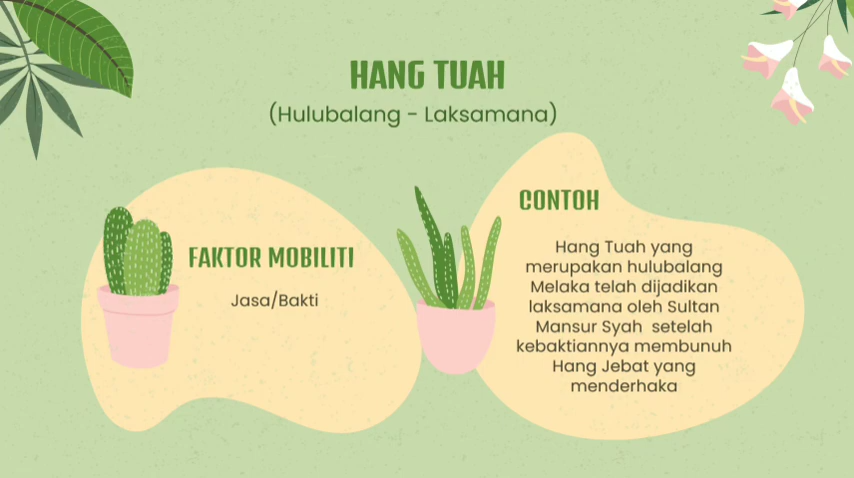 HANG TUAH
(Hulubalang - Laksamana)
FAKTOR MOBILITI
Jasa/Bakti
CONTOH
Hang Tuah yang
merupakan hulubalang
Melaka telah dijadikan
laksamana oleh Sultan
Mansur Syah setelah
kebaktiannya membunuh
Hang Jebat yang
menderhaka